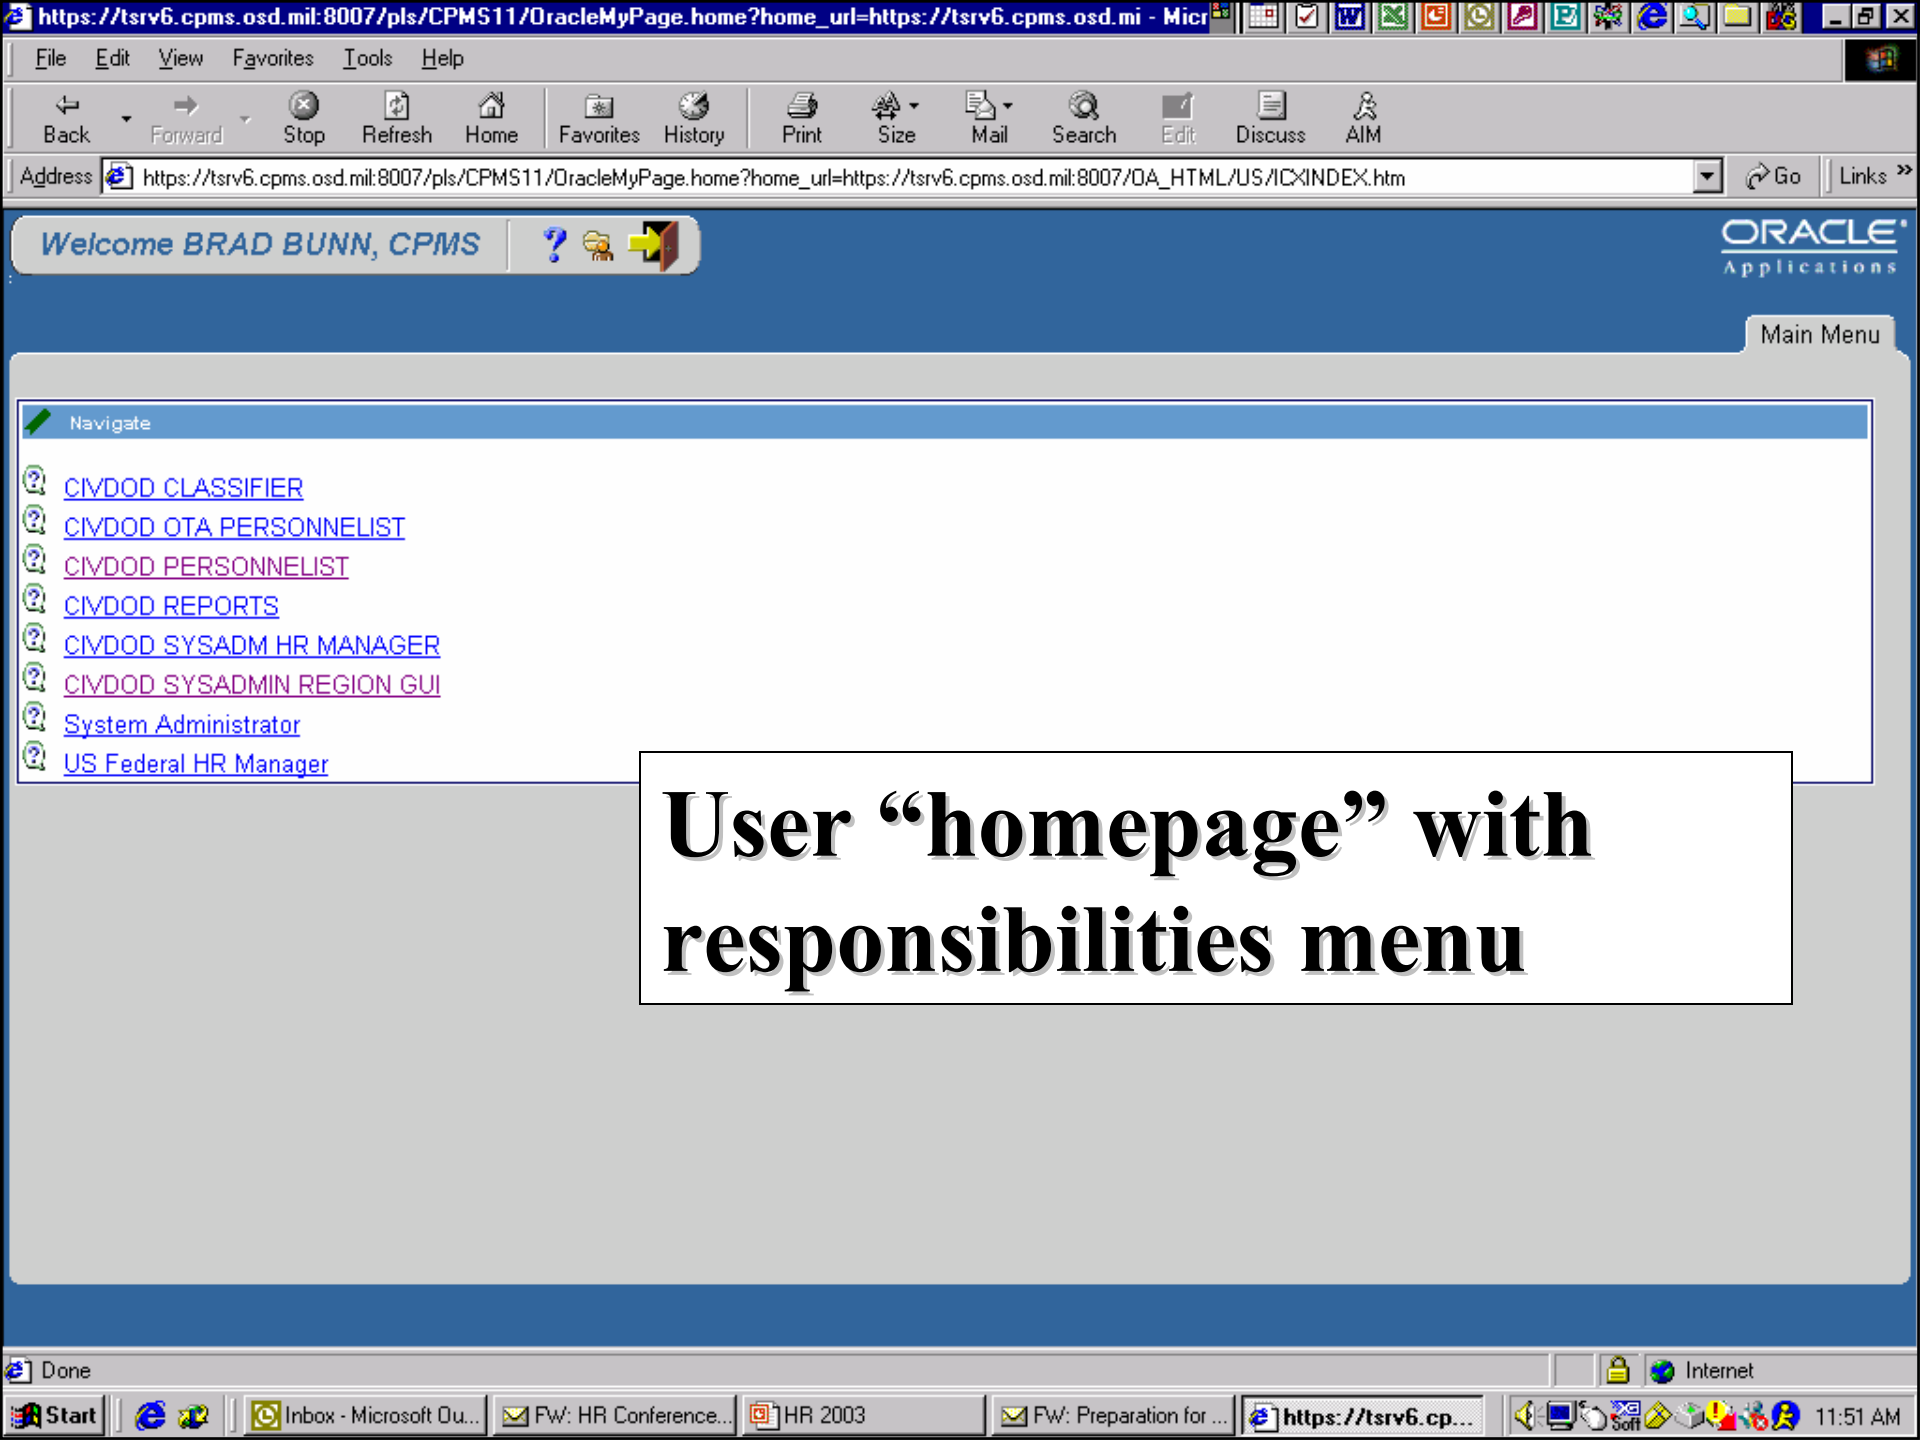 https://tsrv6.cpms.osd.mil:8007/pls/CPMS11/OracleMyPage.home?home_url=https://tsrv6.cpms.osd.mi - Micr
File Edit View Favorites Tools Help
Back Forward Stop Refresh Home Favorites History Print Size Mail Search Edit Discuss AIM
Address https://tsrv6.cpms.osd.mil:8007/pls/CPMS11/OracleMyPage.home?home_url=https://tsrv6.cpms.osd.mil:8007/OA_HTML/US/ICXINDEX.htm Go Links »
Welcome BRAD BUNN, CPMS
ORACLE
Applications
Main Menu
Navigate
CIVDOD CLASSIFIER
CIVDOD OTA PERSONNELIST
CIVDOD PERSONNELIST
CIVDOD REPORTS
CIVDOD SYSADM HR MANAGER
CIVDOD SYSADMIN REGION GUI
System Administrator
US Federal HR Manager
User “homepage” with
responsibilities menu
Done Internet
Start Inbox - Microsoft Ou... FW: HR Conference... HR 2003 FW: Preparation for ... https://tsrv6.cp... 11:51 AM